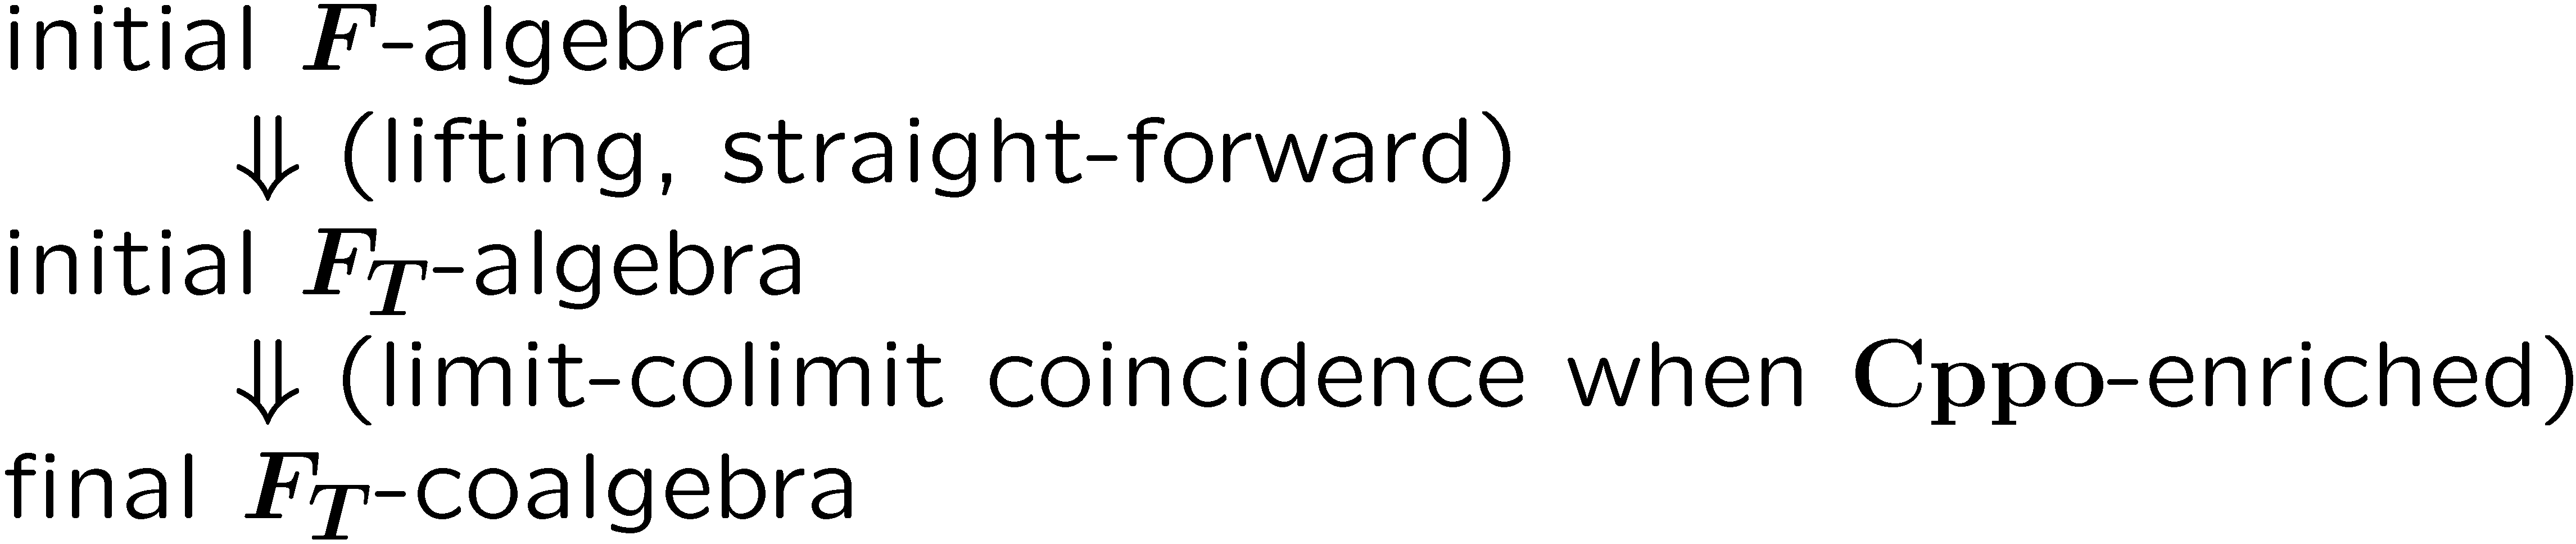 initial F-algebra
⇓ (lifting, straight-forward)
initial F_T-algebra
⇓ (limit-colimit coincidence when Cppo-enriched)
final F_T-coalgebra